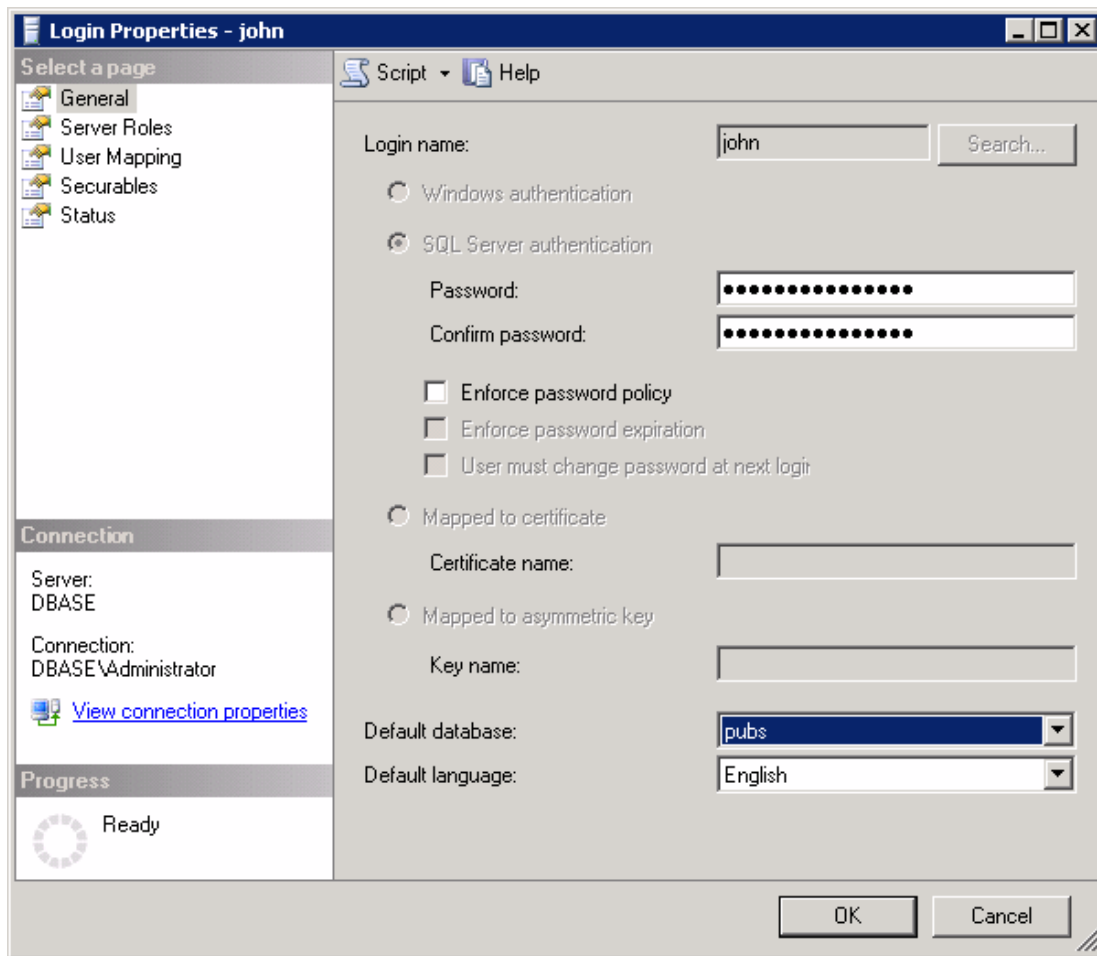 Login Properties - john
Select a page
General
Server Roles
User Mapping
Securables
Status
Connection
Server:
DBASE
Connection:
DBASE\Administrator
View connection properties
Progress
Ready
Script
Help
Login name:
john
Search...
Windows authentication
SQL Server authentication
Password:
●●●●●●●●●●●●●●●
Confirm password:
●●●●●●●●●●●●●●●
Enforce password policy
Enforce password expiration
User must change password at next login
Mapped to certificate
Certificate name:
Mapped to asymmetric key
Key name:
Default database:
pubs
Default language:
English
OK
Cancel